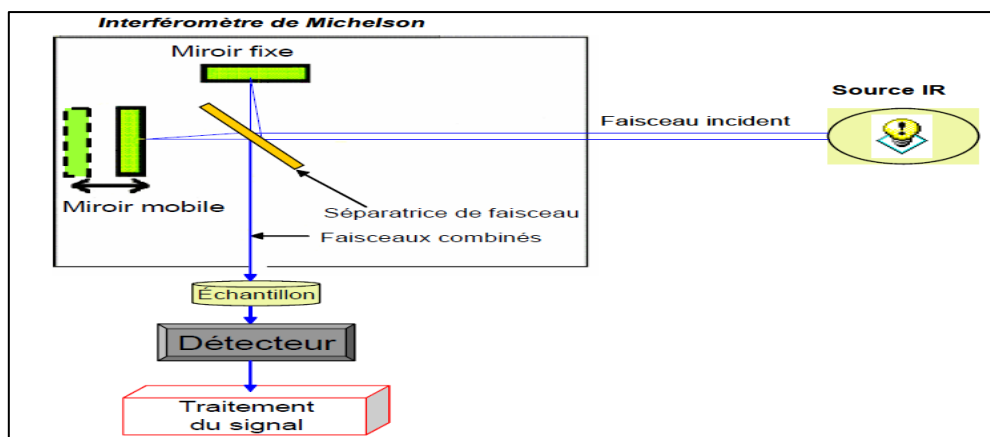 Interféromètre de Michelson
Miroir fixe
Source IR
Faisceau incident
Miroir mobile
Séparatrice de faisceau
Faisceaux combinés
Échantillon
Détecteur
Traitement
du signal